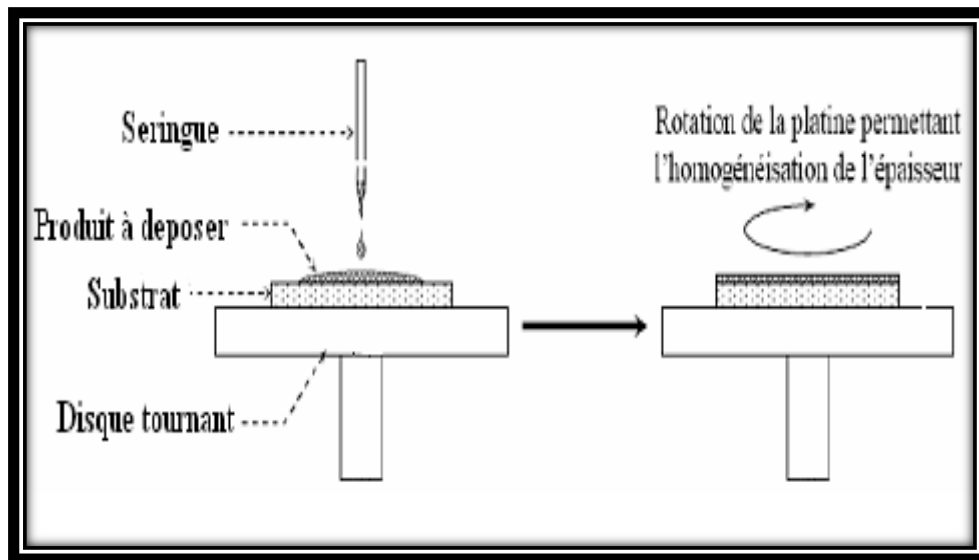 Seringue
Produit à deposer
Substrat
Disque tournant
Rotation de la platine permettant
l'homogénéisation de l'épaisseur